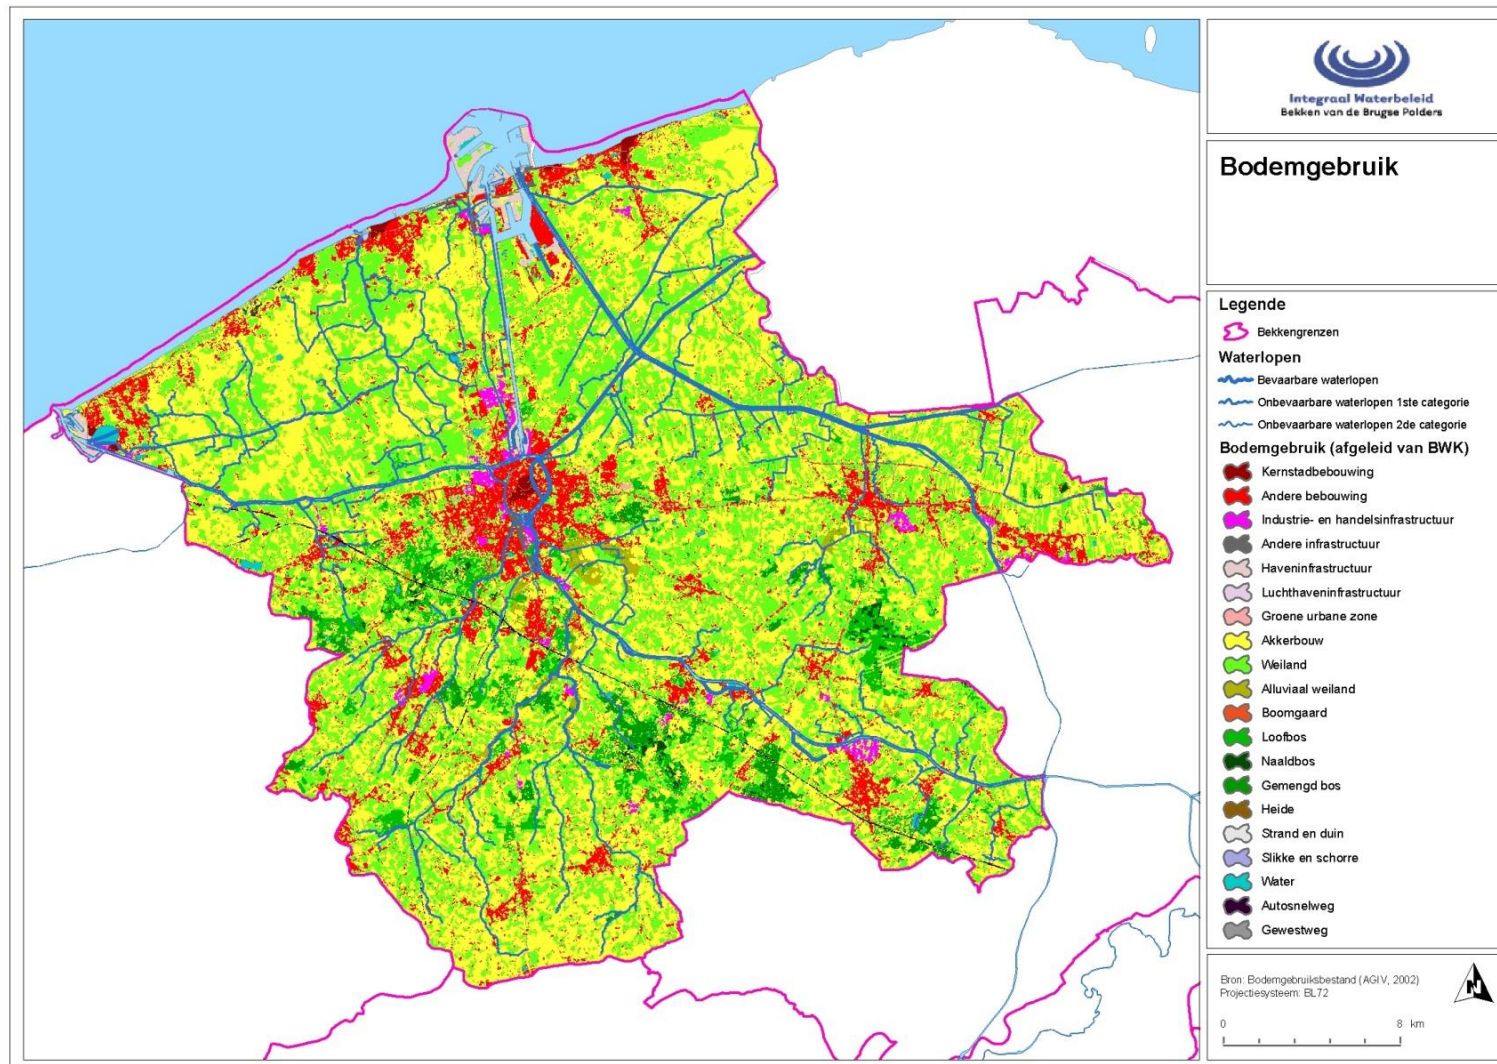 Integraal Waterbeleid
Bekken van de Brugse Polders
Bodemgebruik
Legende
Bekkengrenzen
Waterlopen
Bevaarbare waterlopen
Onbevaarbare waterlopen 1ste categorie
Onbevaarbare waterlopen 2de categorie
Bodemgebruik (afgeleid van BWK)
Kernstadbebouwing
Andere bebouwing
Industrie- en handelsinfrastructuur
Andere infrastructuur
Haveninfrastructuur
Luchthaveninfrastructuur
Groene urbane zone
Akkerbouw
Weiland
Alluviaal weiland
Boomgaard
Loofbos
Naaldbos
Gemengd bos
Heide
Strand en duin
Slikke en schorre
Water
Autosnelweg
Gewestweg
Bron: Bodemgebruiksbestand (AGIV, 2002)
Projectiesysteem: BL72
N
0 8 km